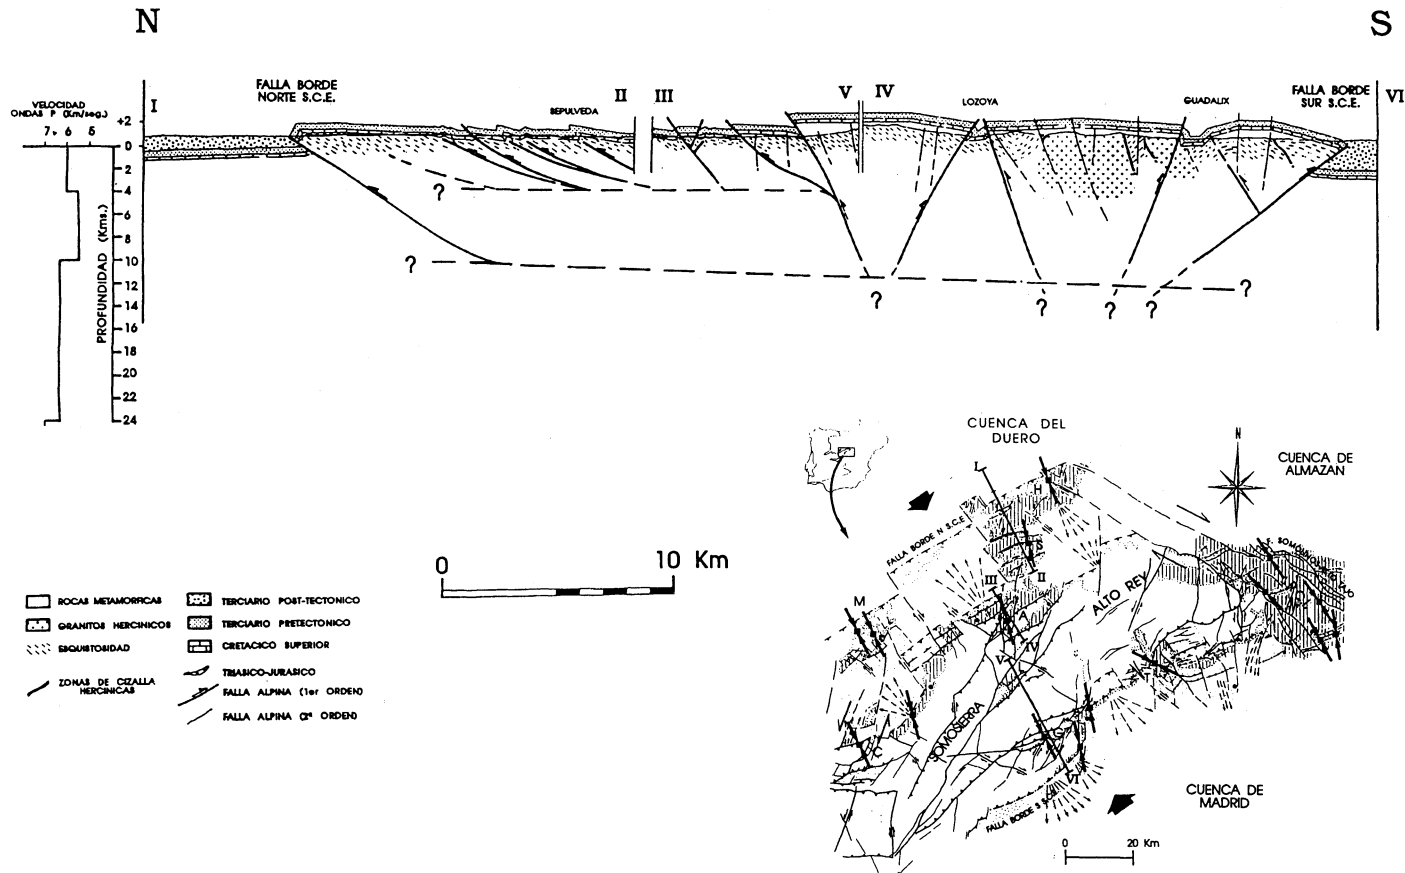 N
S
FALLA BORDE
NORTE S.C.E.
FALLA BORDE
SUR S.C.E.
I
SEPULVEDA
II
III
V
IV
LOZOYA
GUADALIX
VI
VELOCIDAD
ONDAS P (Km/seg.)
7 6 5
PROFUNDIDAD (Kms.)
+2
0
2
4
6
8
10
12
14
16
18
20
22
24
?
?
?
?
?
?
?
0
10 Km
ROCAS METAMORFICAS
GRANITOS HERCINICOS
ESQUISTOSIDAD
ZONAS DE CIZALLA
HERCINICAS
TERCIARIO POST-TECTONICO
TERCIARIO PRETECTONICO
CRETACICO SUPERIOR
TRIASICO-JURASICO
FALLA ALPINA (1er ORDEN)
FALLA ALPINA (2º ORDEN)
CUENCA DEL
DUERO
N
CUENCA DE
ALMAZAN
I
H
FALLA BORDE N S.C.E
S
II
III
ALTO REY
M
A
IV
V
SOMOSIERRA
C
G
VI
FALLA BORDE S
CUENCA DE
MADRID
0
20 Km